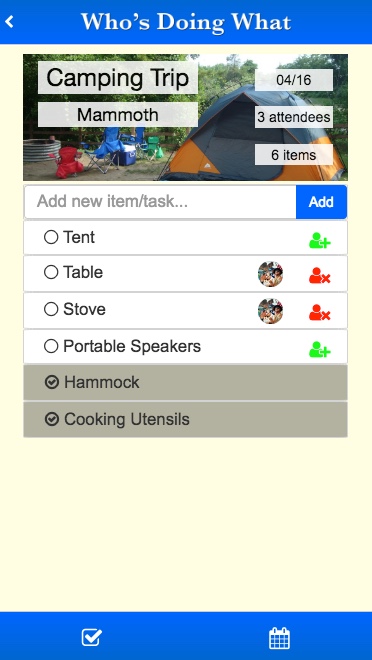 Who's Doing What
Camping Trip
04/16
Mammoth
3 attendees
6 items
Add new item/task...
Add
Tent
Table
Stove
Portable Speakers
Hammock
Cooking Utensils